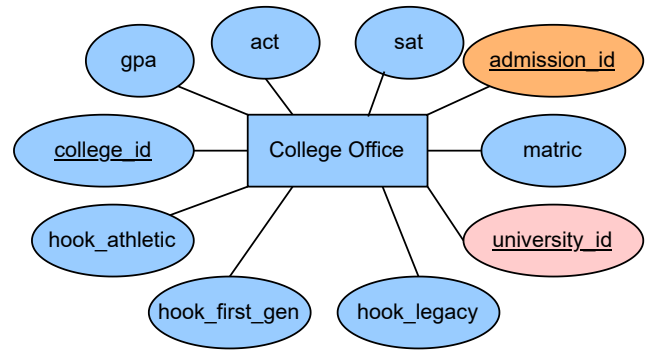 act
sat
gpa
admission_id
college_id
College Office
matric
hook_athletic
university_id
hook_first_gen
hook_legacy